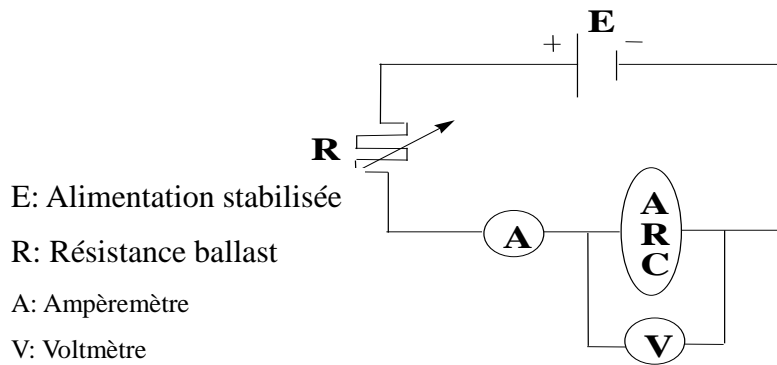 E
+ −
R
A
R
C
A
V
E: Alimentation stabilisée
R: Résistance ballast
A: Ampèremètre
V: Voltmètre